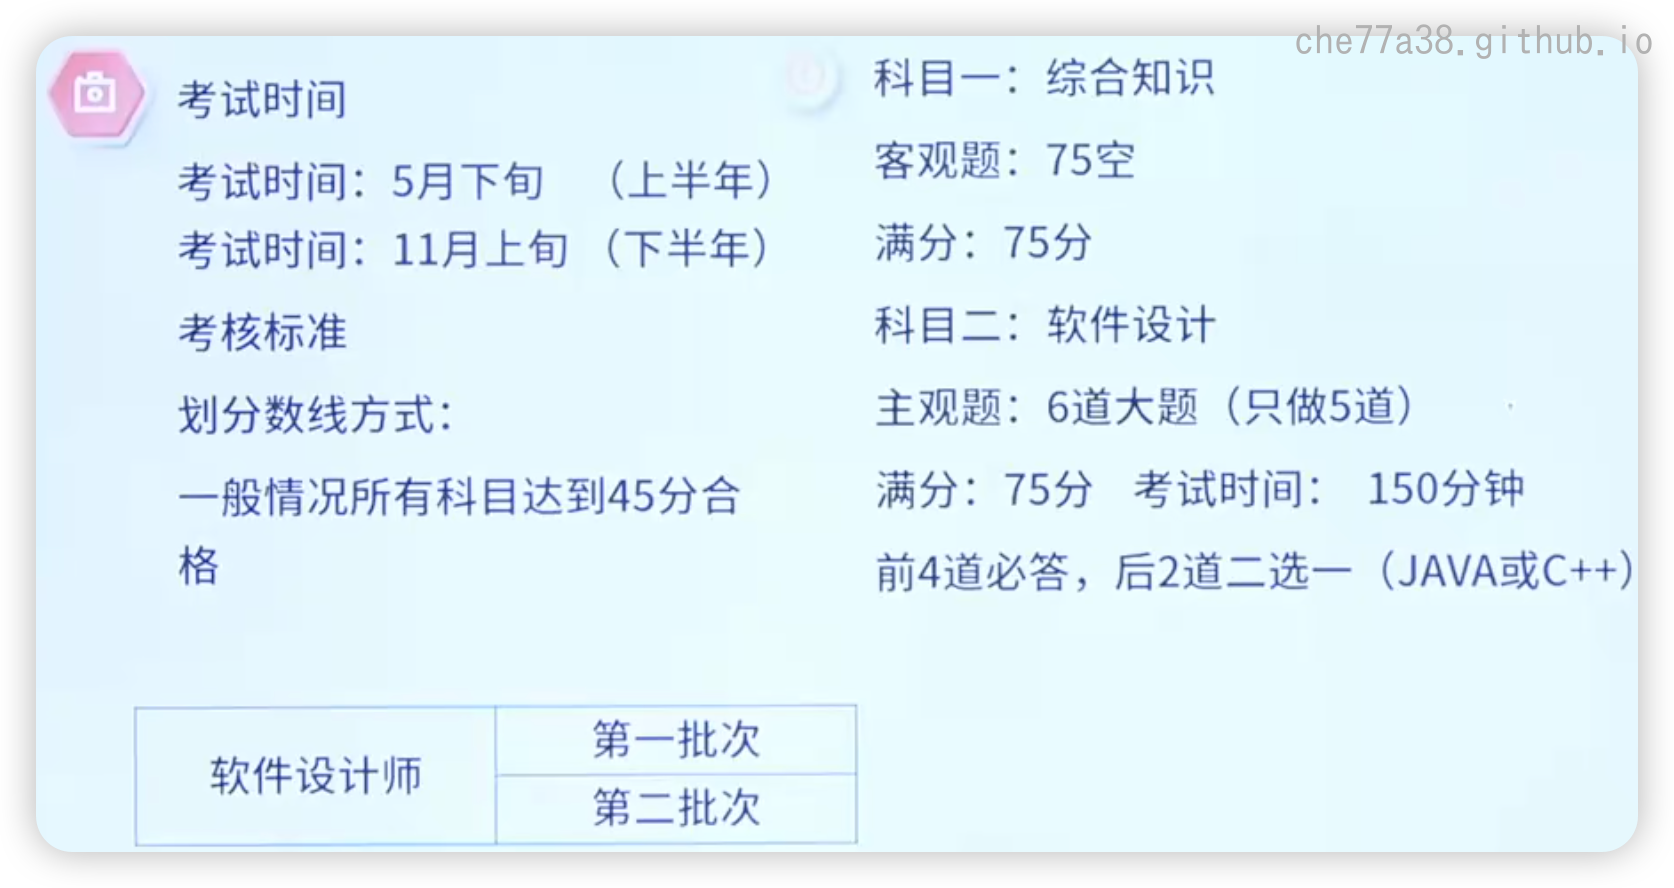 che77a38.github.io
考试时间
考试时间：5月下旬 （上半年）
考试时间：11月上旬 （下半年）
考核标准
划分数线方式：
一般情况所有科目达到45分合
格
科目一：综合知识
客观题：75空
满分：75分
科目二：软件设计
主观题：6道大题（只做5道）
满分：75分 考试时间： 150分钟
前4道必答，后2道二选一（JAVA或C++）
软件设计师
第一批次
第二批次